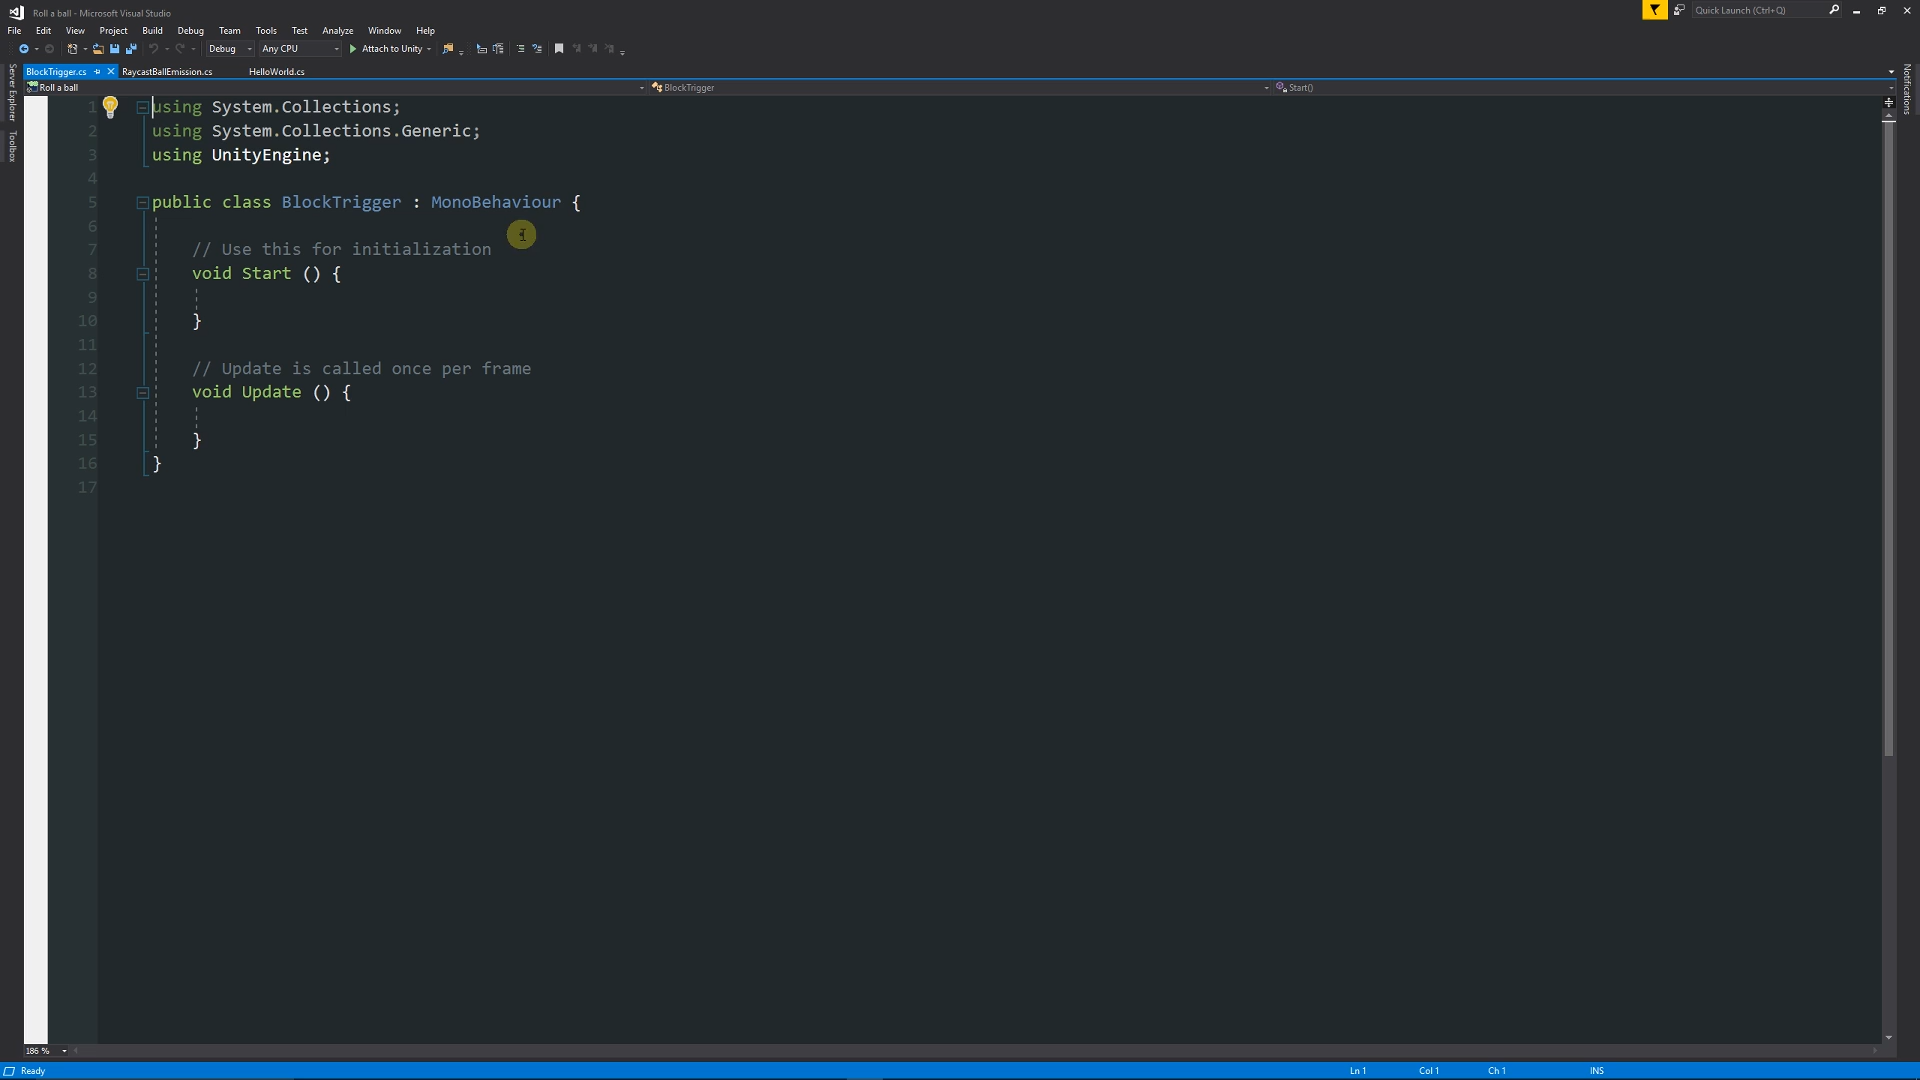 Roll a ball - Microsoft Visual Studio
Quick Launch (Ctrl+Q)
File Edit View Project Build Debug Team Tools Test Analyze Window Help
Debug Any CPU Attach to Unity
BlockTrigger.cs RaycastBallEmission.cs HelloWorld.cs
Roll a ball BlockTrigger Start()
Server Explorer
Toolbox
Notifications
1 using System.Collections;
2 using System.Collections.Generic;
3 using UnityEngine;
4
5 public class BlockTrigger : MonoBehaviour {
6
7 // Use this for initialization
8 void Start () {
9
10 }
11
12 // Update is called once per frame
13 void Update () {
14
15 }
16 }
17
186 %
Ready Ln 1 Col 1 Ch 1 INS